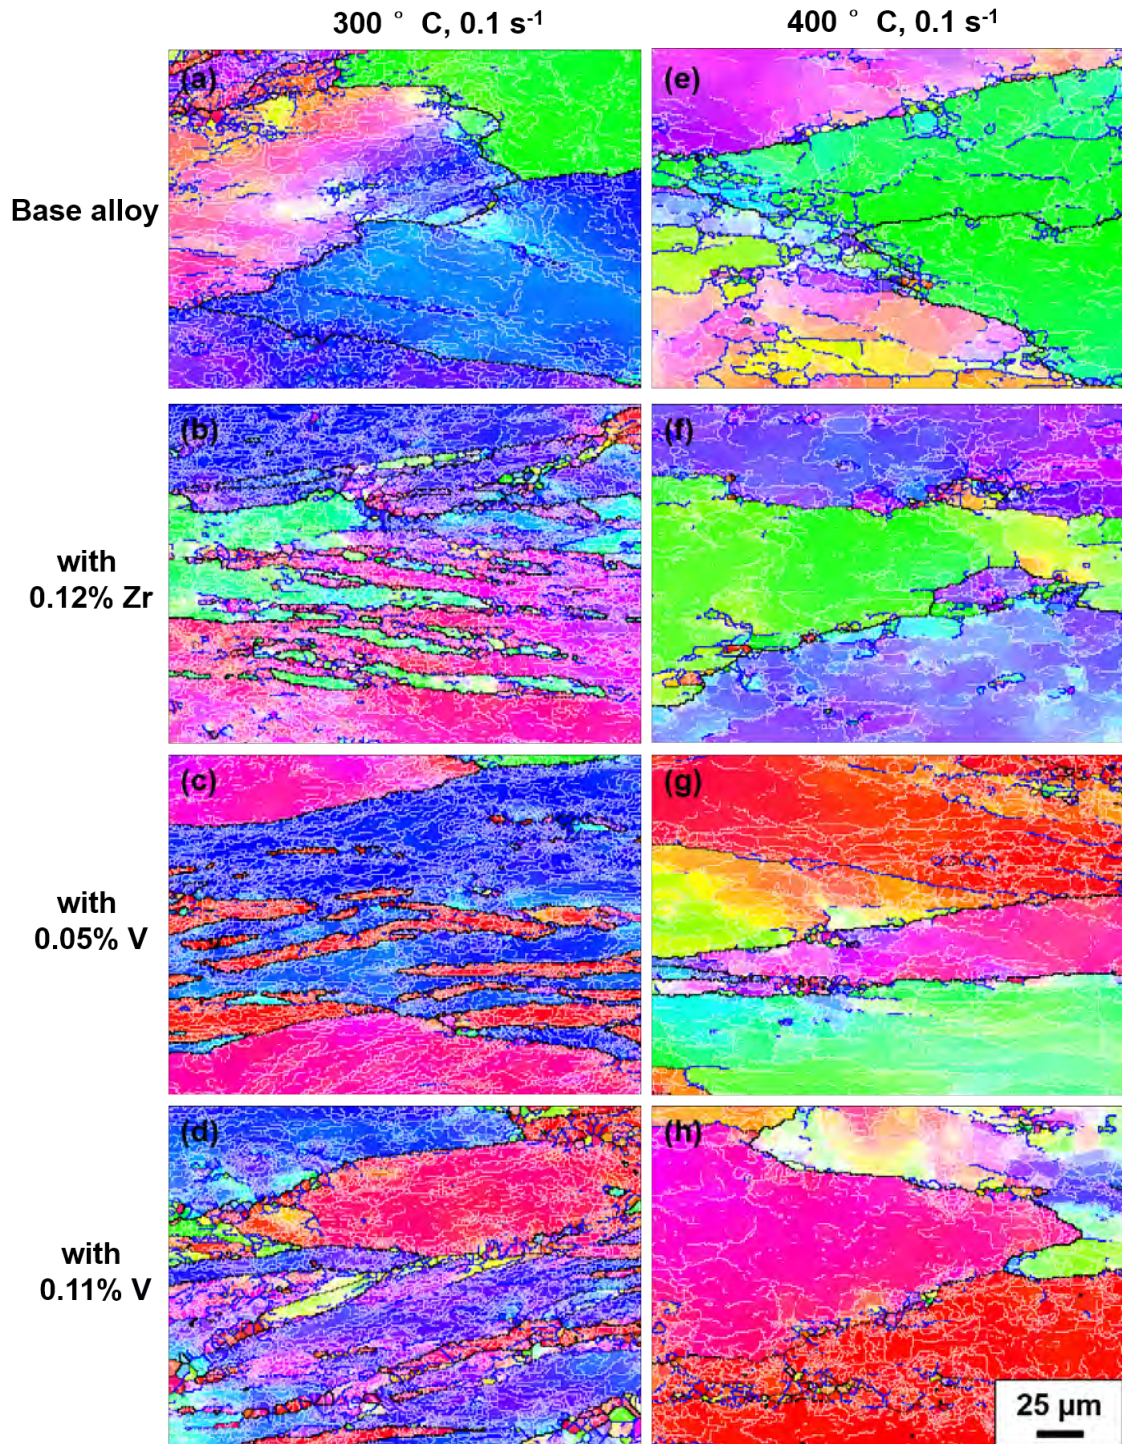 300 ° C, 0.1 s⁻¹
400 ° C, 0.1 s⁻¹
(a)
(e)
Base alloy
(b)
(f)
with
0.12% Zr
(c)
(g)
with
0.05% V
(d)
(h)
with
0.11% V
25 µm